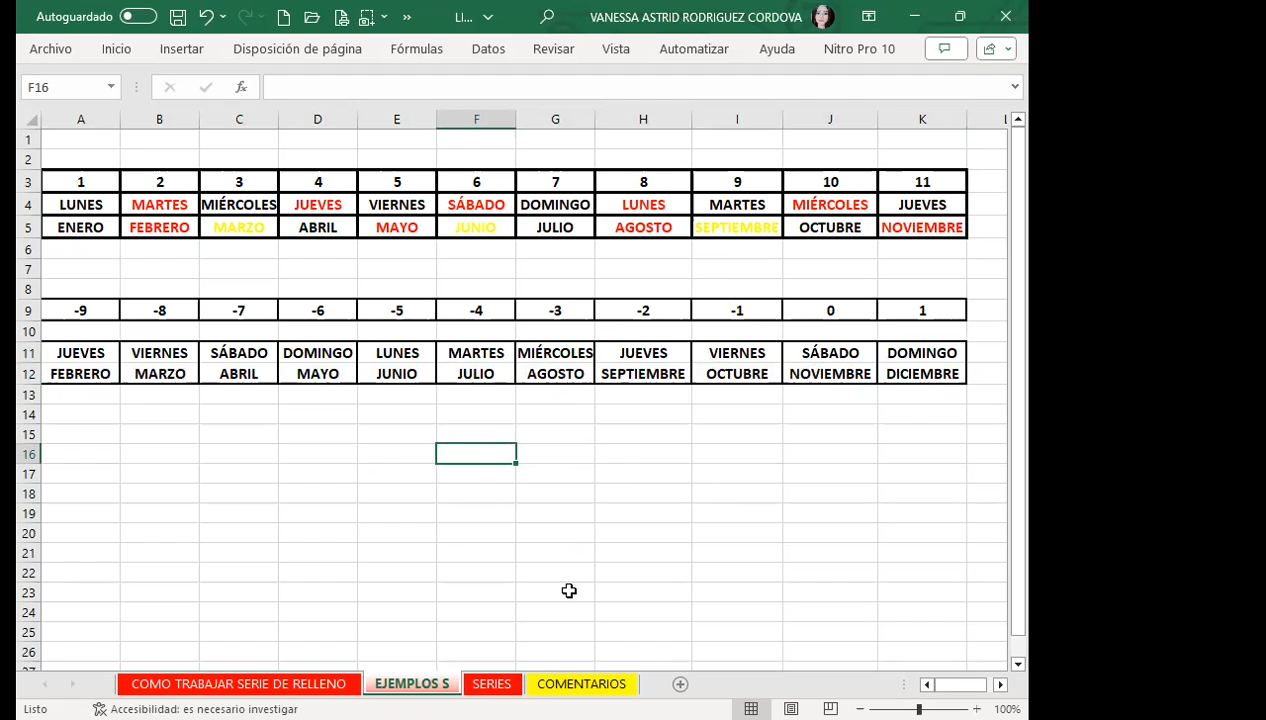 Autoguardado LI... VANESSA ASTRID RODRIGUEZ CORDOVA
Archivo Inicio Insertar Disposición de página Fórmulas Datos Revisar Vista Automatizar Ayuda Nitro Pro 10
F16 fx
A B C D E F G H I J K L
1
2
3 1 2 3 4 5 6 7 8 9 10 11
4 LUNES MARTES MIÉRCOLES JUEVES VIERNES SÁBADO DOMINGO LUNES MARTES MIÉRCOLES JUEVES
5 ENERO FEBRERO MARZO ABRIL MAYO JUNIO JULIO AGOSTO SEPTIEMBRE OCTUBRE NOVIEMBRE
6
7
8
9 -9 -8 -7 -6 -5 -4 -3 -2 -1 0 1
10
11 JUEVES VIERNES SÁBADO DOMINGO LUNES MARTES MIÉRCOLES JUEVES VIERNES SÁBADO DOMINGO
12 FEBRERO MARZO ABRIL MAYO JUNIO JULIO AGOSTO SEPTIEMBRE OCTUBRE NOVIEMBRE DICIEMBRE
13
14
15
16
17
18
19
20
21
22
23
24
25
26
27
COMO TRABAJAR SERIE DE RELLENO EJEMPLOS S SERIES COMENTARIOS
Listo Accesibilidad: es necesario investigar 100%